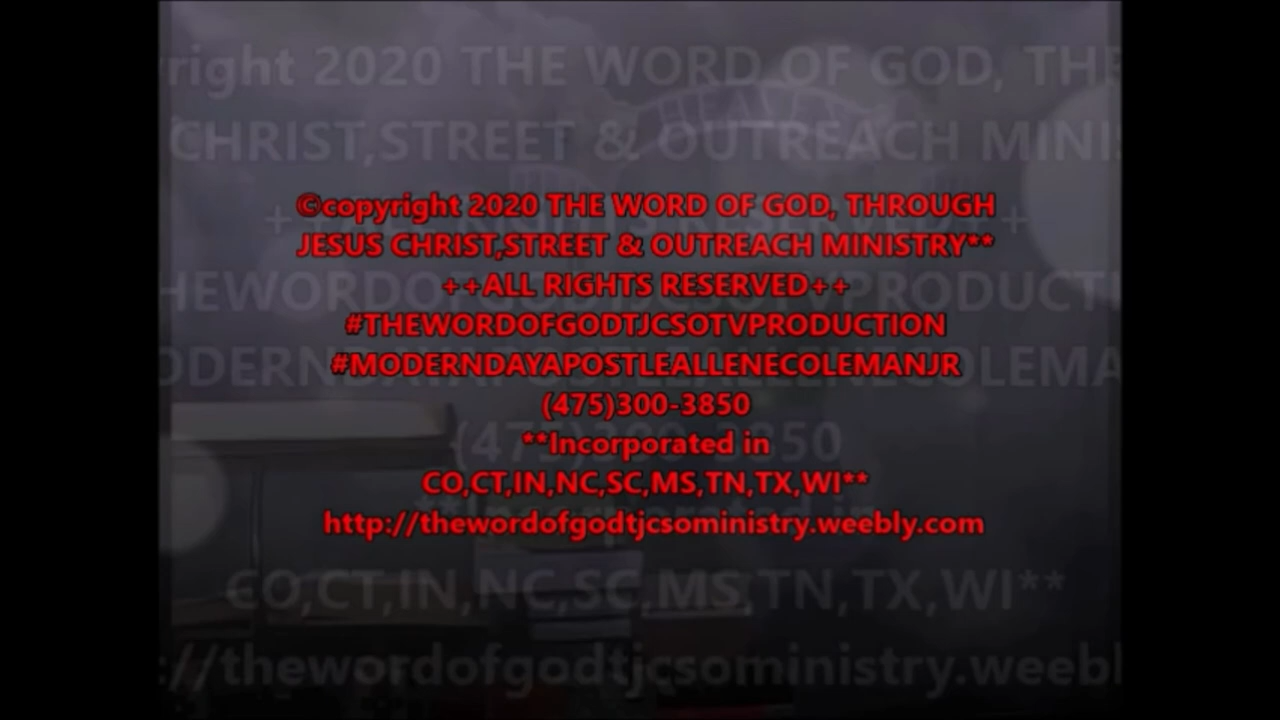 ©copyright 2020 THE WORD OF GOD, THROUGH
JESUS CHRIST,STREET & OUTREACH MINISTRY**
++ALL RIGHTS RESERVED++
#THEWORDOFGODTJCSOTVPRODUCTION
#MODERNDAYAPOSTLEALLENECOLEMANJR
(475)300-3850
**Incorporated in
CO,CT,IN,NC,SC,MS,TN,TX,WI**
http://thewordofgodtjcsoministry.weebly.com